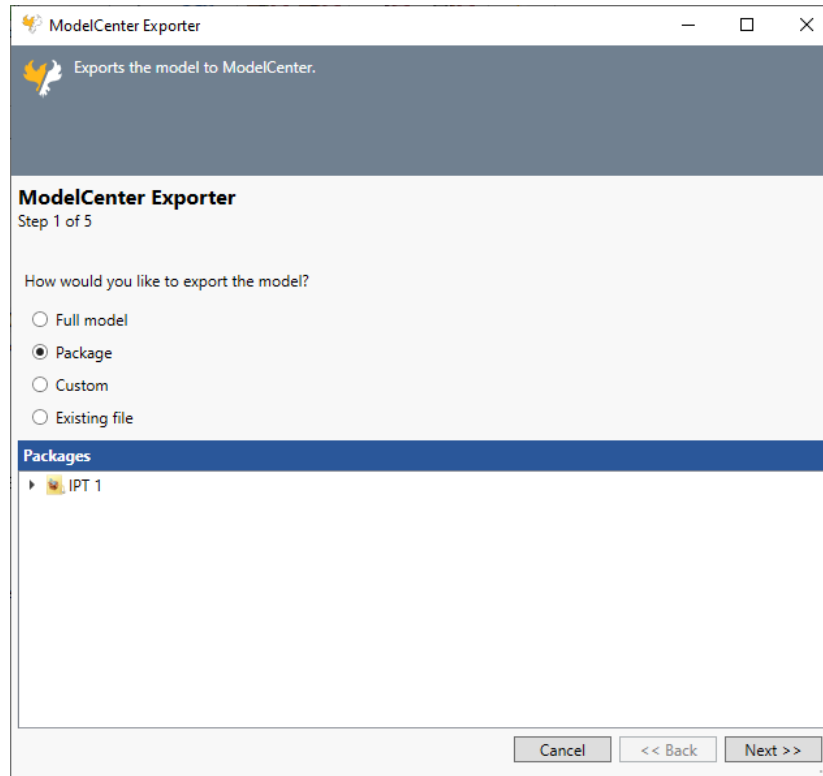 ModelCenter Exporter
Exports the model to ModelCenter.
ModelCenter Exporter
Step 1 of 5
How would you like to export the model?
Full model
Package
Custom
Existing file
Packages
IPT 1
Cancel << Back Next >>